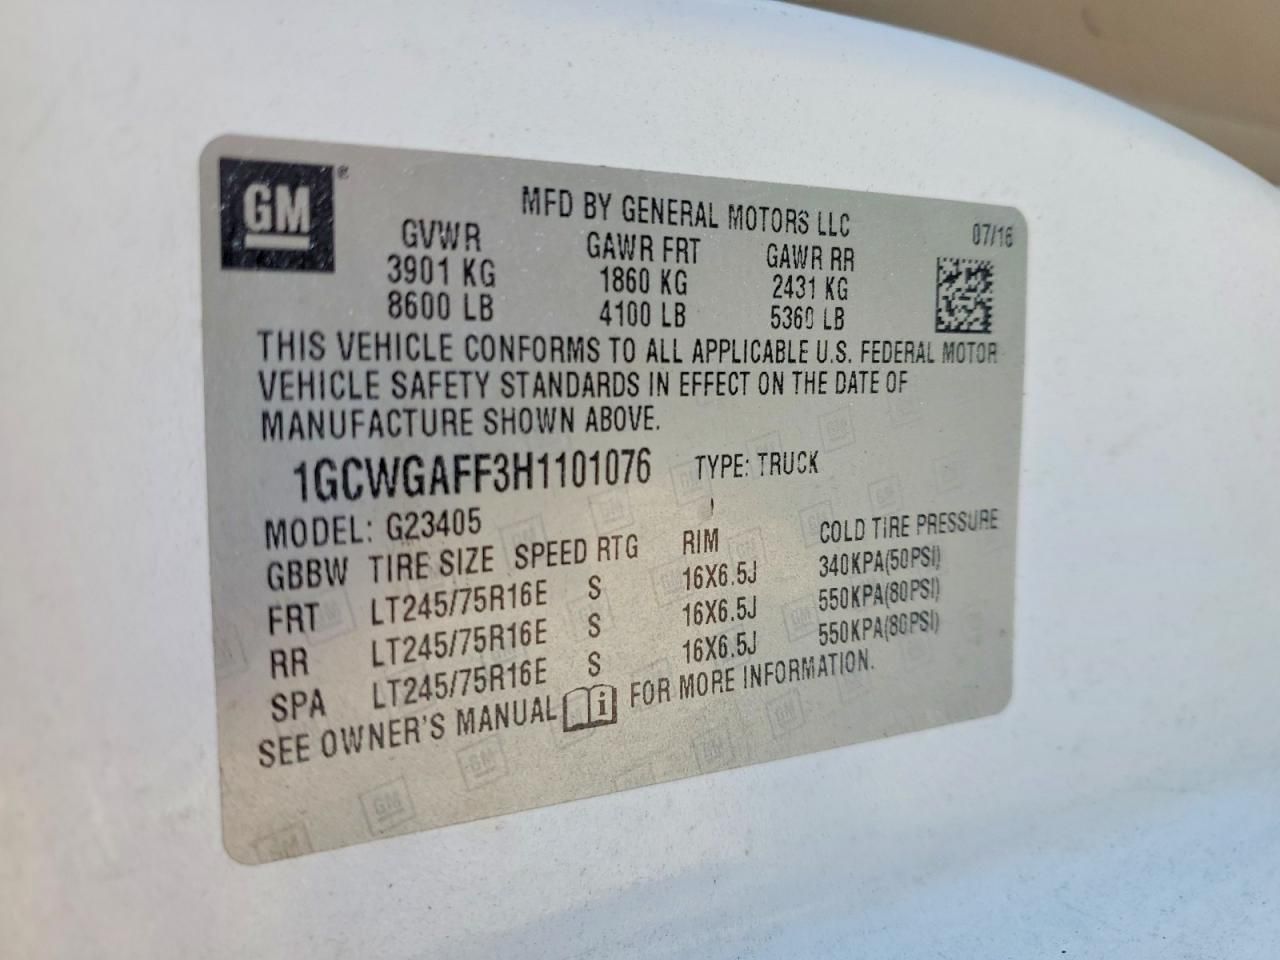 GM®
MFD BY GENERAL MOTORS LLC 07/16
GVWR GAWR FRT GAWR RR
3901 KG 1860 KG 2431 KG
8600 LB 4100 LB 5360 LB
THIS VEHICLE CONFORMS TO ALL APPLICABLE U.S. FEDERAL MOTOR
VEHICLE SAFETY STANDARDS IN EFFECT ON THE DATE OF
MANUFACTURE SHOWN ABOVE.
1GCWGAFF3H1101076 TYPE: TRUCK
MODEL: G23405
GBBW TIRE SIZE SPEED RTG RIM COLD TIRE PRESSURE
FRT LT245/75R16E S 16X6.5J 340KPA(50PSI)
RR LT245/75R16E S 16X6.5J 550KPA(80PSI)
SPA LT245/75R16E S 16X6.5J 550KPA(80PSI)
SEE OWNER'S MANUAL i FOR MORE INFORMATION.